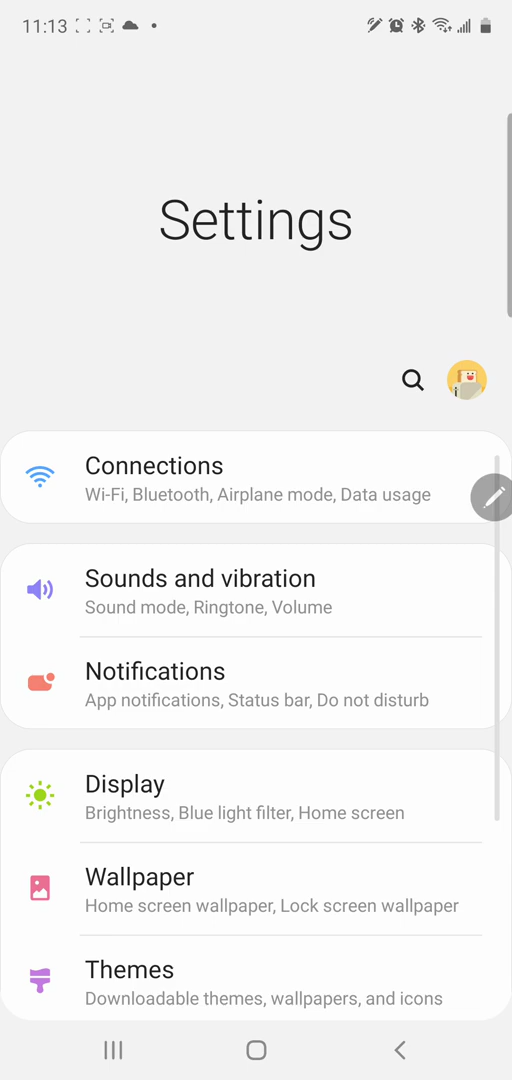 11:13
Settings
Connections
Wi-Fi, Bluetooth, Airplane mode, Data usage
Sounds and vibration
Sound mode, Ringtone, Volume
Notifications
App notifications, Status bar, Do not disturb
Display
Brightness, Blue light filter, Home screen
Wallpaper
Home screen wallpaper, Lock screen wallpaper
Themes
Downloadable themes, wallpapers, and icons